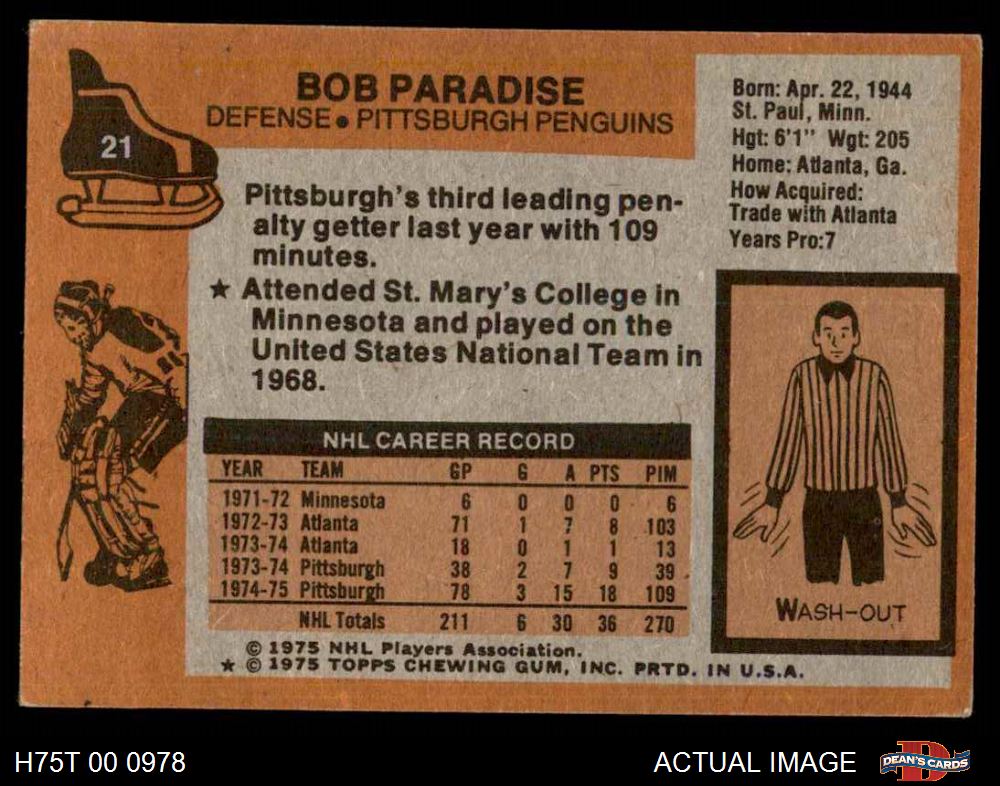 21
BOB PARADISE
DEFENSE ● PITTSBURGH PENGUINS
Pittsburgh's third leading pen-
alty getter last year with 109
minutes.
★ Attended St. Mary's College in
Minnesota and played on the
United States National Team in
1968.
Born: Apr. 22, 1944
St. Paul, Minn.
Hgt: 6'1" Wgt: 205
Home: Atlanta, Ga.
How Acquired:
Trade with Atlanta
Years Pro:7
NHL CAREER RECORD
YEAR TEAM GP G A PTS PIM
1971-72 Minnesota 6 0 0 0 6
1972-73 Atlanta 71 1 7 8 103
1973-74 Atlanta 18 0 1 1 13
1973-74 Pittsburgh 38 2 7 9 39
1974-75 Pittsburgh 78 3 15 18 109
NHL Totals 211 6 30 36 270
WASH-OUT
© 1975 NHL Players Association.
★ © 1975 TOPPS CHEWING GUM, INC. PRTD. IN U.S.A.
H75T 00 0978
ACTUAL IMAGE
D
DEAN'S CARDS